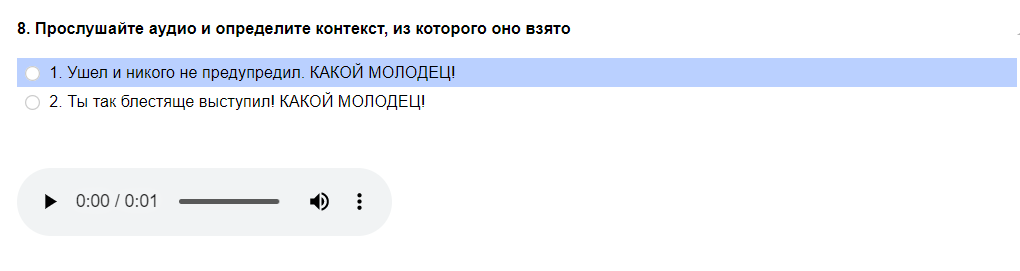 8. Прослушайте аудио и определите контекст, из которого оно взято
1. Ушел и никого не предупредил. КАКОЙ МОЛОДЕЦ!
2. Ты так блестяще выступил! КАКОЙ МОЛОДЕЦ!
0:00 / 0:01